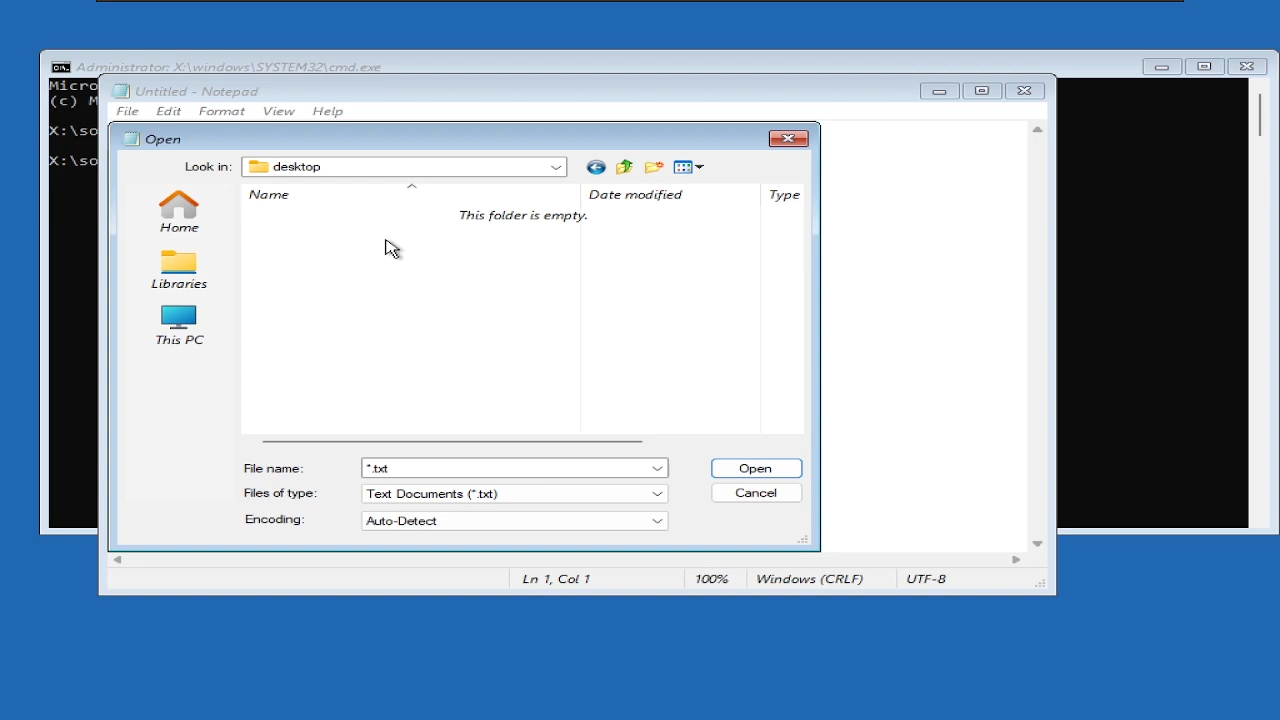 Administrator: X:\windows\SYSTEM32\cmd.exe
Micro
(c) M
X:\so
X:\so
Untitled - Notepad
File Edit Format View Help
Open
Look in: desktop
Name Date modified Type
This folder is empty.
Home
Libraries
This PC
File name: *.txt Open
Files of type: Text Documents (*.txt) Cancel
Encoding: Auto-Detect
Ln 1, Col 1 100% Windows (CRLF) UTF-8